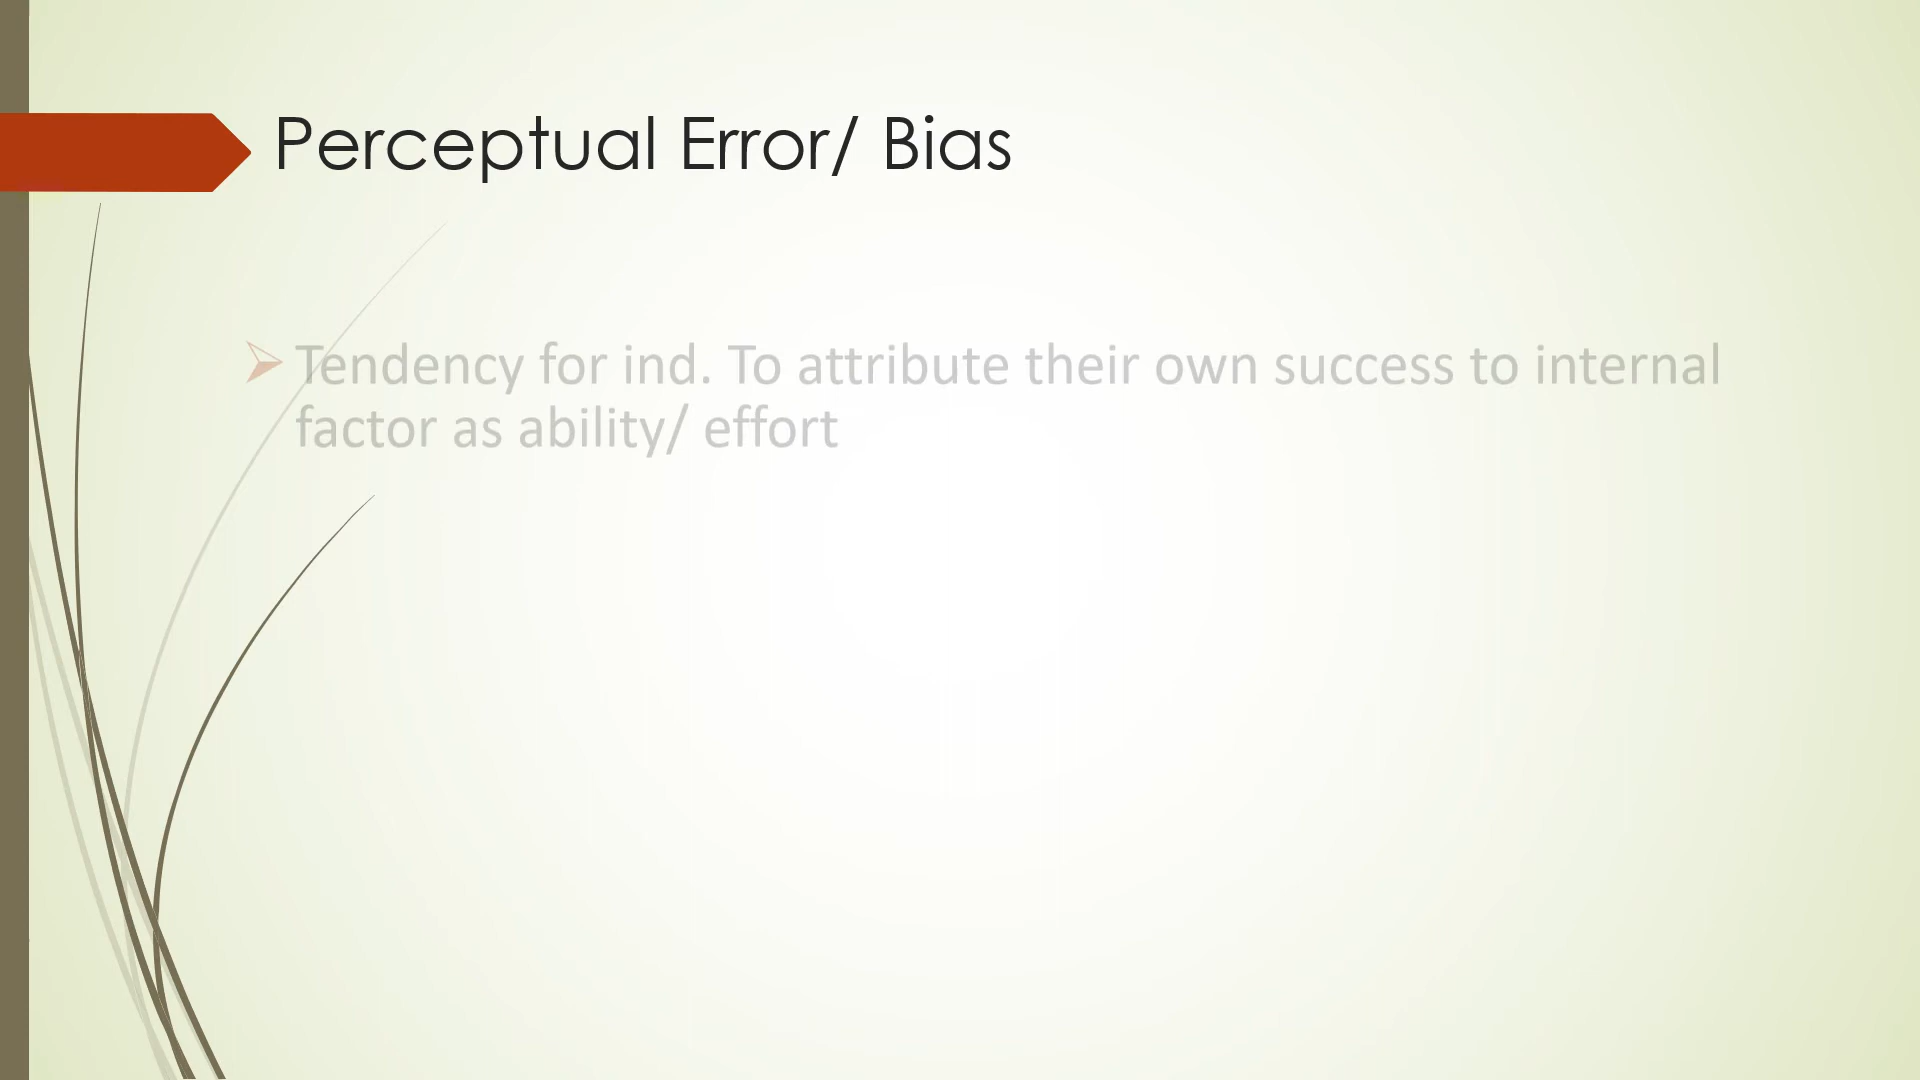 Perceptual Error/ Bias
Tendency for ind. To attribute their own success to internal
factor as ability/ effort